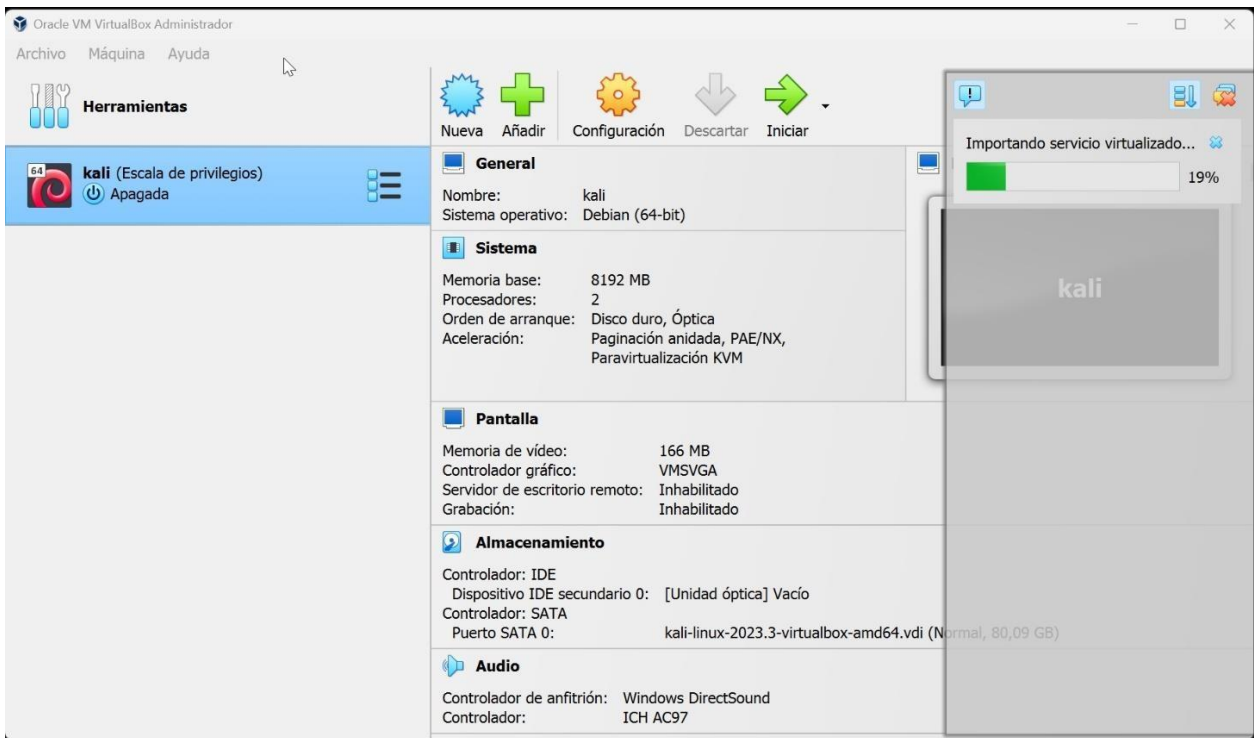 Oracle VM VirtualBox Administrador
Archivo Máquina Ayuda
Herramientas
Nueva Añadir Configuración Descartar Iniciar
64
kali (Escala de privilegios)
Apagada
General
Nombre: kali
Sistema operativo: Debian (64-bit)
Sistema
Memoria base: 8192 MB
Procesadores: 2
Orden de arranque: Disco duro, Óptica
Aceleración: Paginación anidada, PAE/NX,
Paravirtualización KVM
Pantalla
Memoria de vídeo: 166 MB
Controlador gráfico: VMSVGA
Servidor de escritorio remoto: Inhabilitado
Grabación: Inhabilitado
Almacenamiento
Controlador: IDE
Dispositivo IDE secundario 0: [Unidad óptica] Vacío
Controlador: SATA
Puerto SATA 0: kali-linux-2023.3-virtualbox-amd64.vdi (Normal, 80,09 GB)
Audio
Controlador de anfitrión: Windows DirectSound
Controlador: ICH AC97
Importando servicio virtualizado...
19%
kali